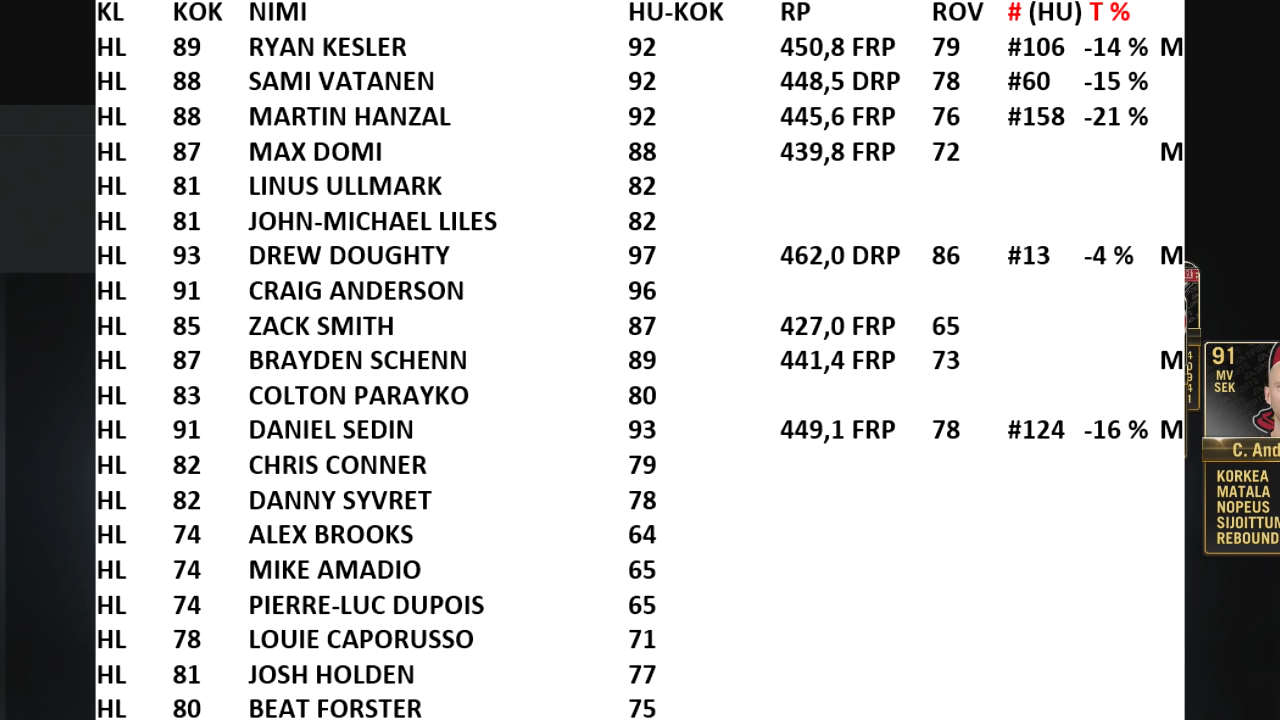 KL KOK NIMI HU-KOK RP ROV # (HU) T %
HL 89 RYAN KESLER 92 450,8 FRP 79 #106 -14 % M
HL 88 SAMI VATANEN 92 448,5 DRP 78 #60 -15 %
HL 88 MARTIN HANZAL 92 445,6 FRP 76 #158 -21 %
HL 87 MAX DOMI 88 439,8 FRP 72 M
HL 81 LINUS ULLMARK 82
HL 81 JOHN-MICHAEL LILES 82
HL 93 DREW DOUGHTY 97 462,0 DRP 86 #13 -4 % M
HL 91 CRAIG ANDERSON 96
HL 85 ZACK SMITH 87 427,0 FRP 65
HL 87 BRAYDEN SCHENN 89 441,4 FRP 73 M
HL 83 COLTON PARAYKO 80
HL 91 DANIEL SEDIN 93 449,1 FRP 78 #124 -16 % M
HL 82 CHRIS CONNER 79
HL 82 DANNY SYVRET 78
HL 74 ALEX BROOKS 64
HL 74 MIKE AMADIO 65
HL 74 PIERRE-LUC DUPOIS 65
HL 78 LOUIE CAPORUSSO 71
HL 81 JOSH HOLDEN 77
HL 80 BEAT FORSTER 75
91
MV
SEK
C. And
KORKEA
MATALA
NOPEUS
SIJOITTUM
REBOUND